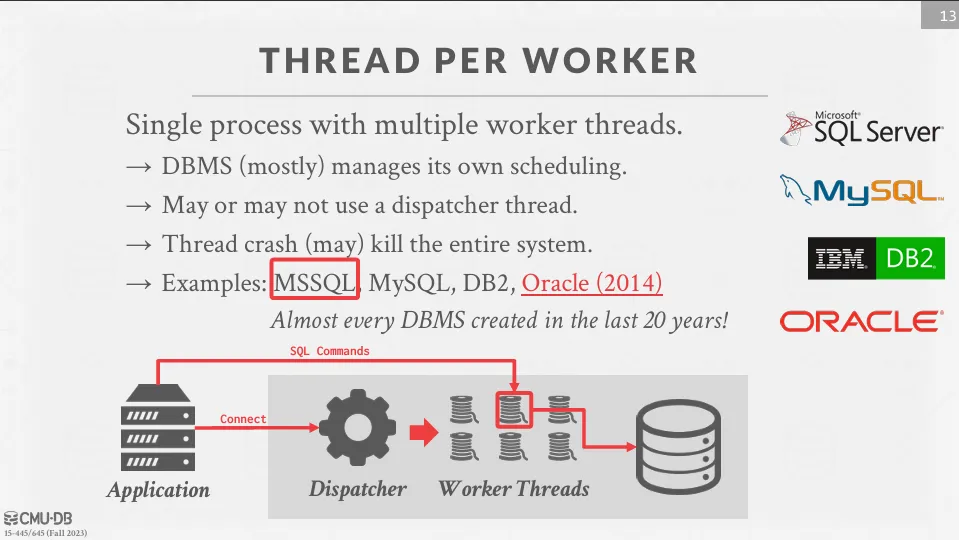 13
THREAD PER WORKER
Single process with multiple worker threads.
→ DBMS (mostly) manages its own scheduling.
→ May or may not use a dispatcher thread.
→ Thread crash (may) kill the entire system.
→ Examples: MSSQL, MySQL, DB2, Oracle (2014)
Almost every DBMS created in the last 20 years!
Microsoft®
SQL Server®
MySQL™
IBM DB2®
ORACLE®
SQL Commands
Connect
Application
Dispatcher
Worker Threads
CMU·DB
15-445/645 (Fall 2023)